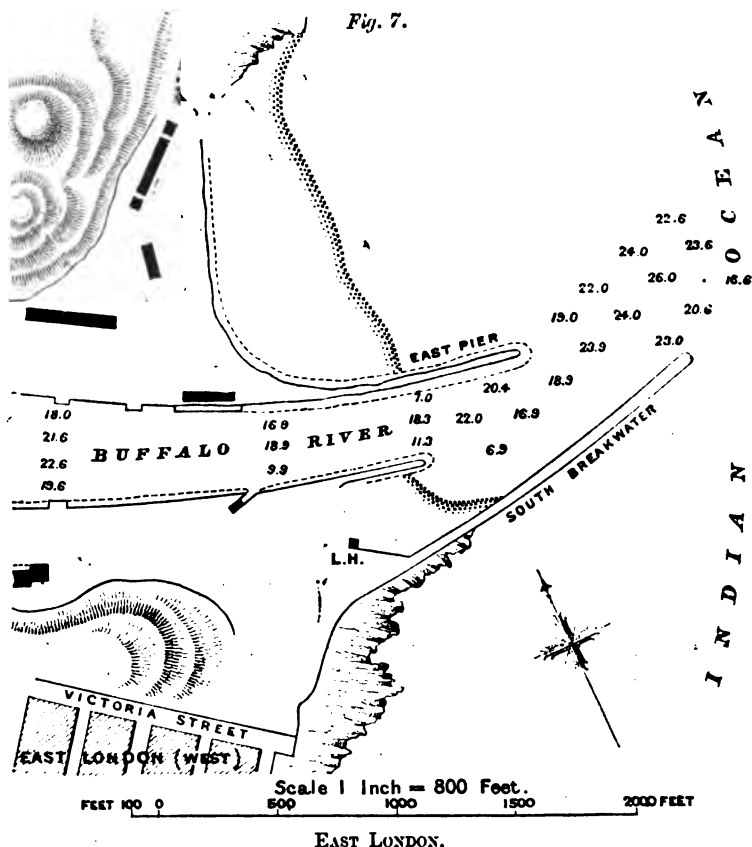 Fig. 7.
OCEAN
22.6
24.0 23.6
22.0 26.0 16.6
19.0 24.0 20.6
23.9 23.0
EAST PIER
18.9
20.4
7.0
18.0
16.8 18.3 22.0 16.9
21.6 BUFFALO RIVER
18.9 11.3 6.9
22.6
9.9
19.6
SOUTH BREAKWATER
INDIAN
L.H.
VICTORIA STREET
EAST LONDON (WEST)
Scale 1 Inch = 800 Feet.
FEET 100 0 500 1000 1500 2000 FEET
EAST LONDON.